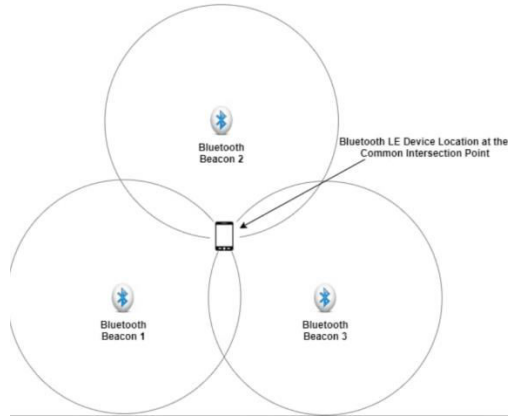 Bluetooth
Beacon 2
Bluetooth LE Device Location at the
Common Intersection Point
Bluetooth
Beacon 1
Bluetooth
Beacon 3